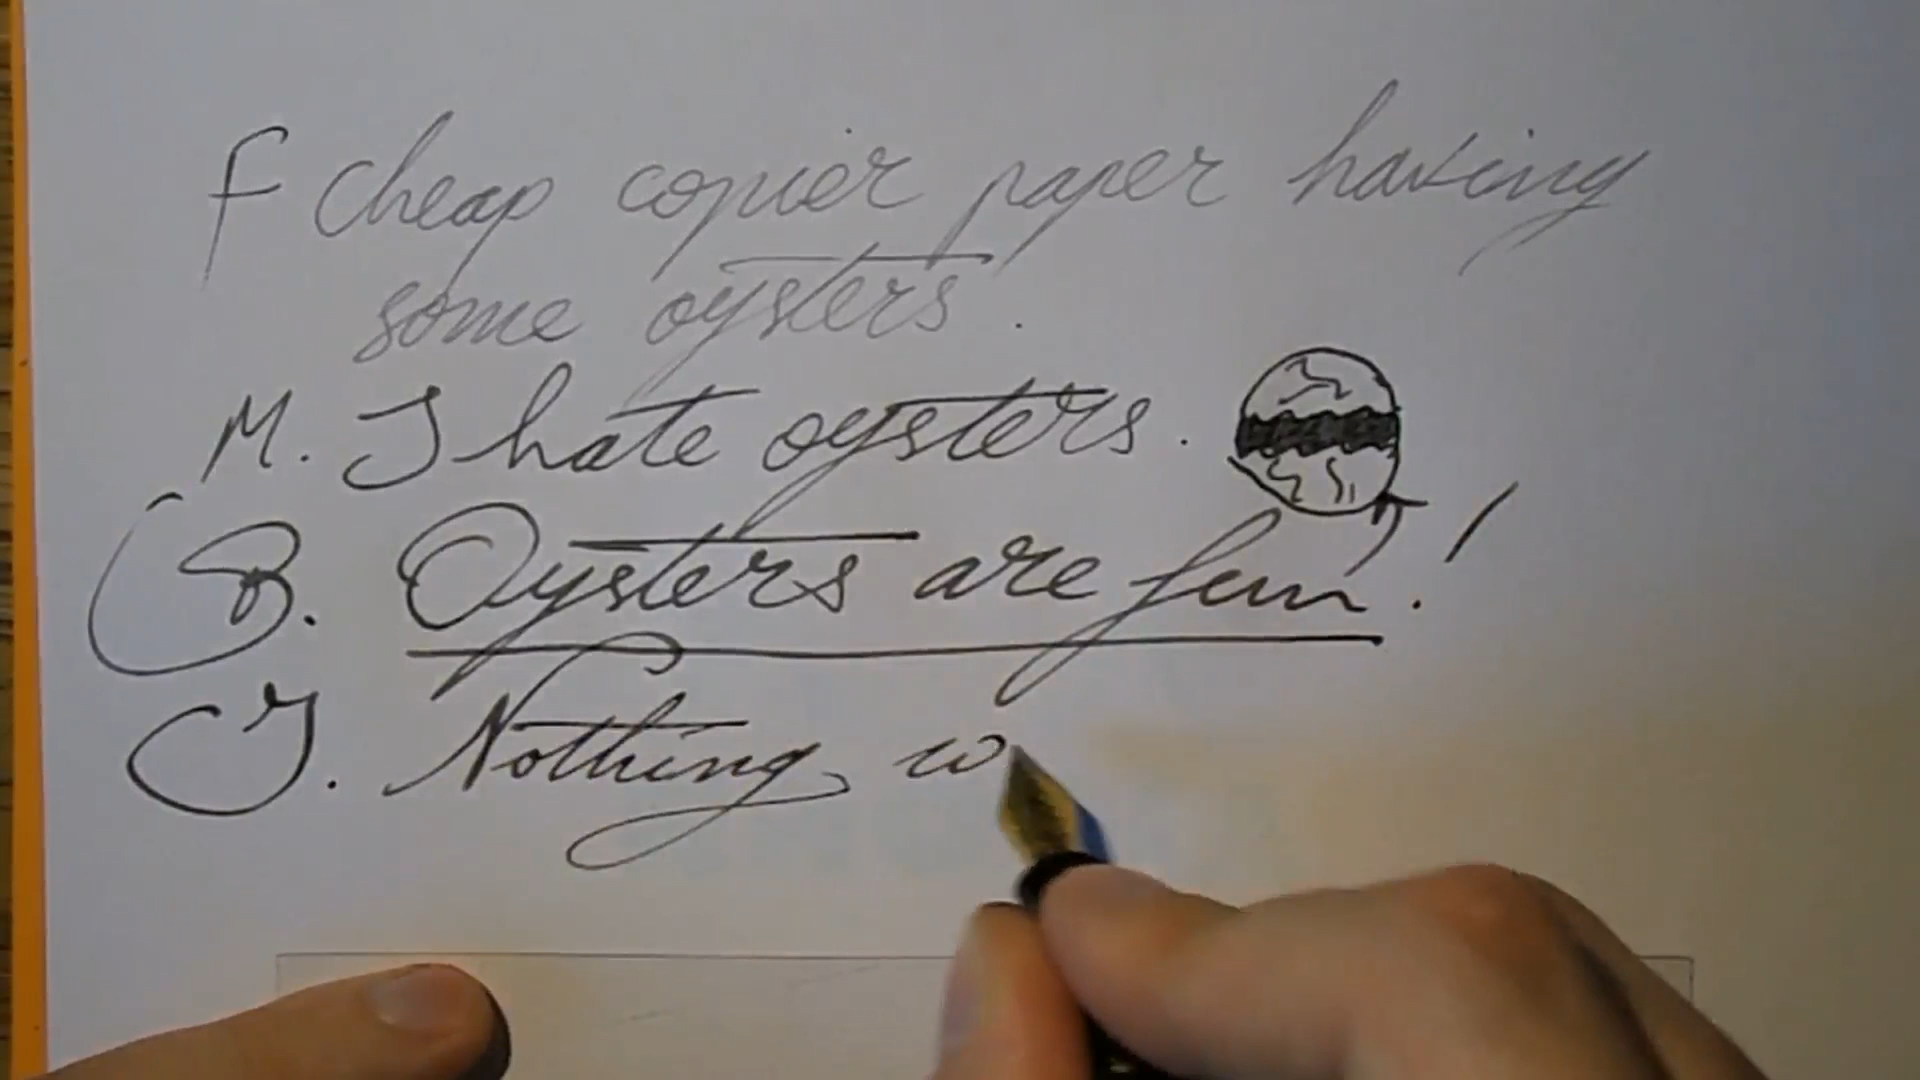 F Cheap copier paper having
some oysters.
M. I hate oysters.
B. Oysters are fun!
J. Nothing w